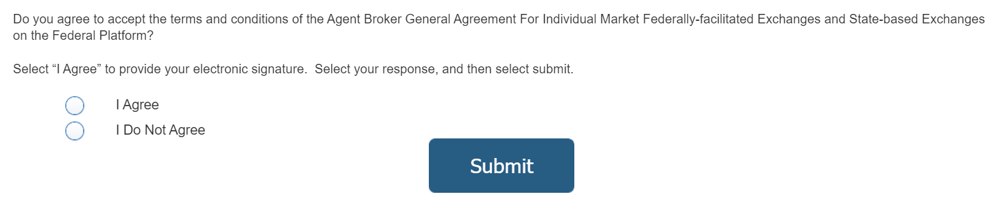 Do you agree to accept the terms and conditions of the Agent Broker General Agreement For Individual Market Federally-facilitated Exchanges and State-based Exchanges
on the Federal Platform?
Select “I Agree” to provide your electronic signature.  Select your response, and then select submit.
I Agree
I Do Not Agree
Submit